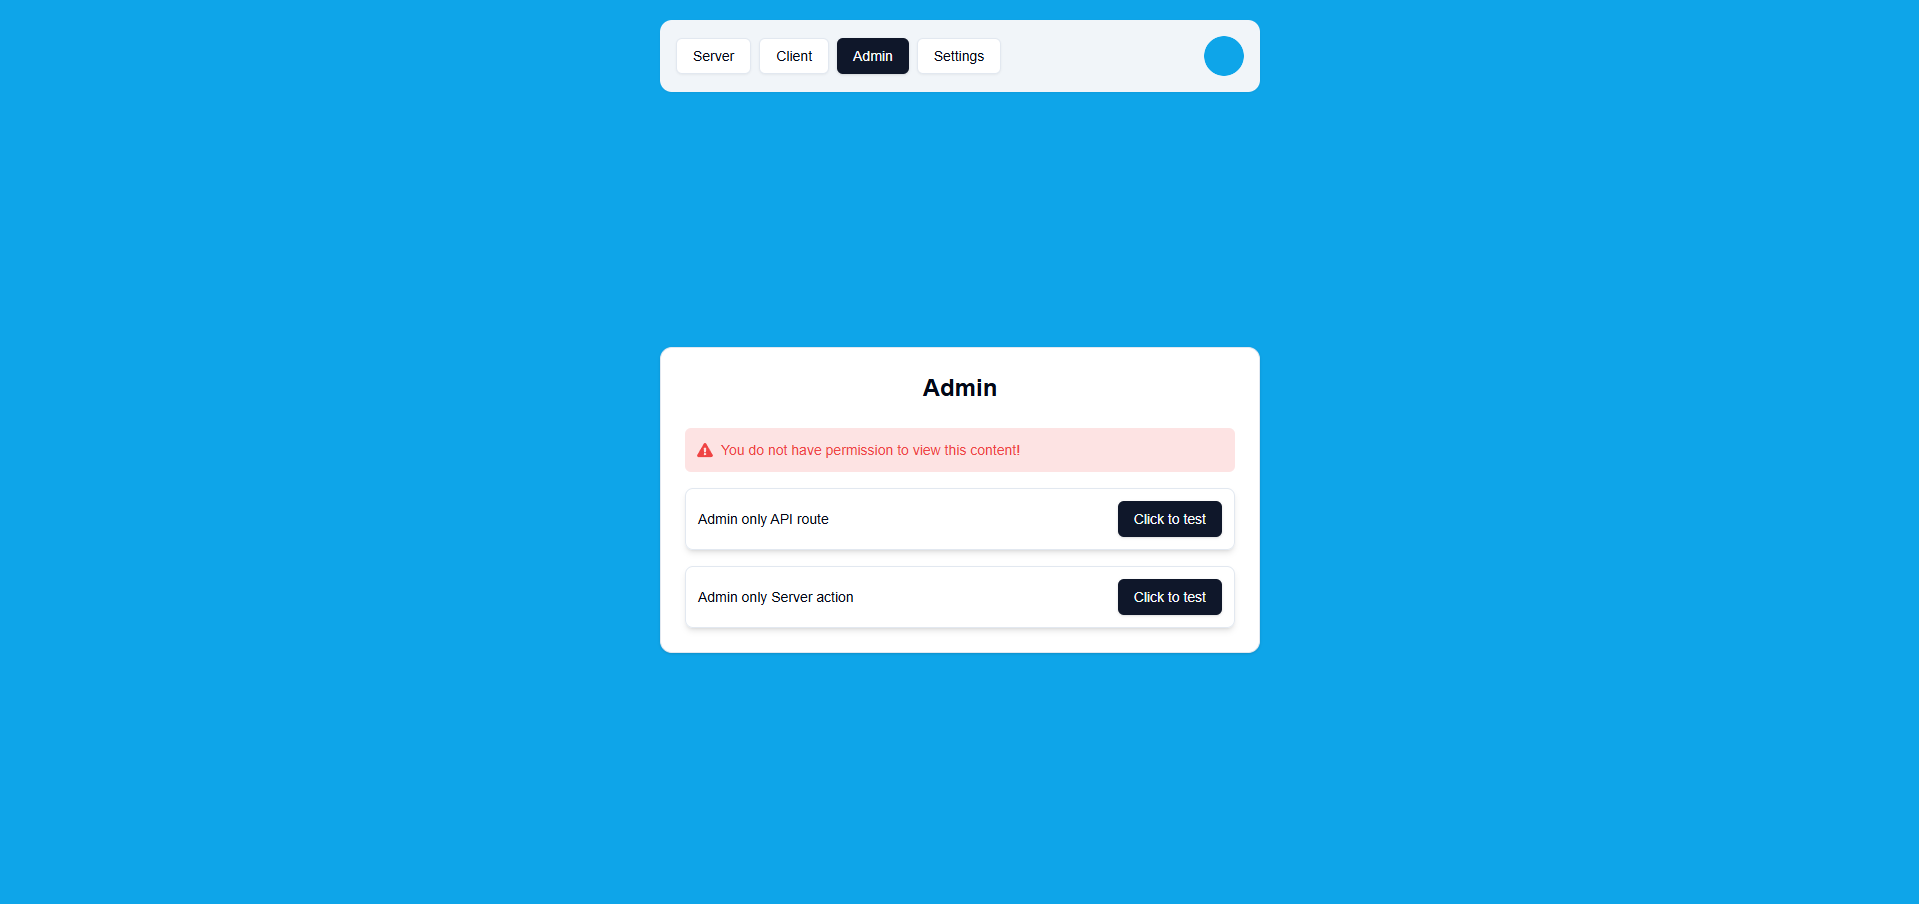 Server Client Admin Settings
Admin
You do not have permission to view this content!
Admin only API route Click to test
Admin only Server action Click to test